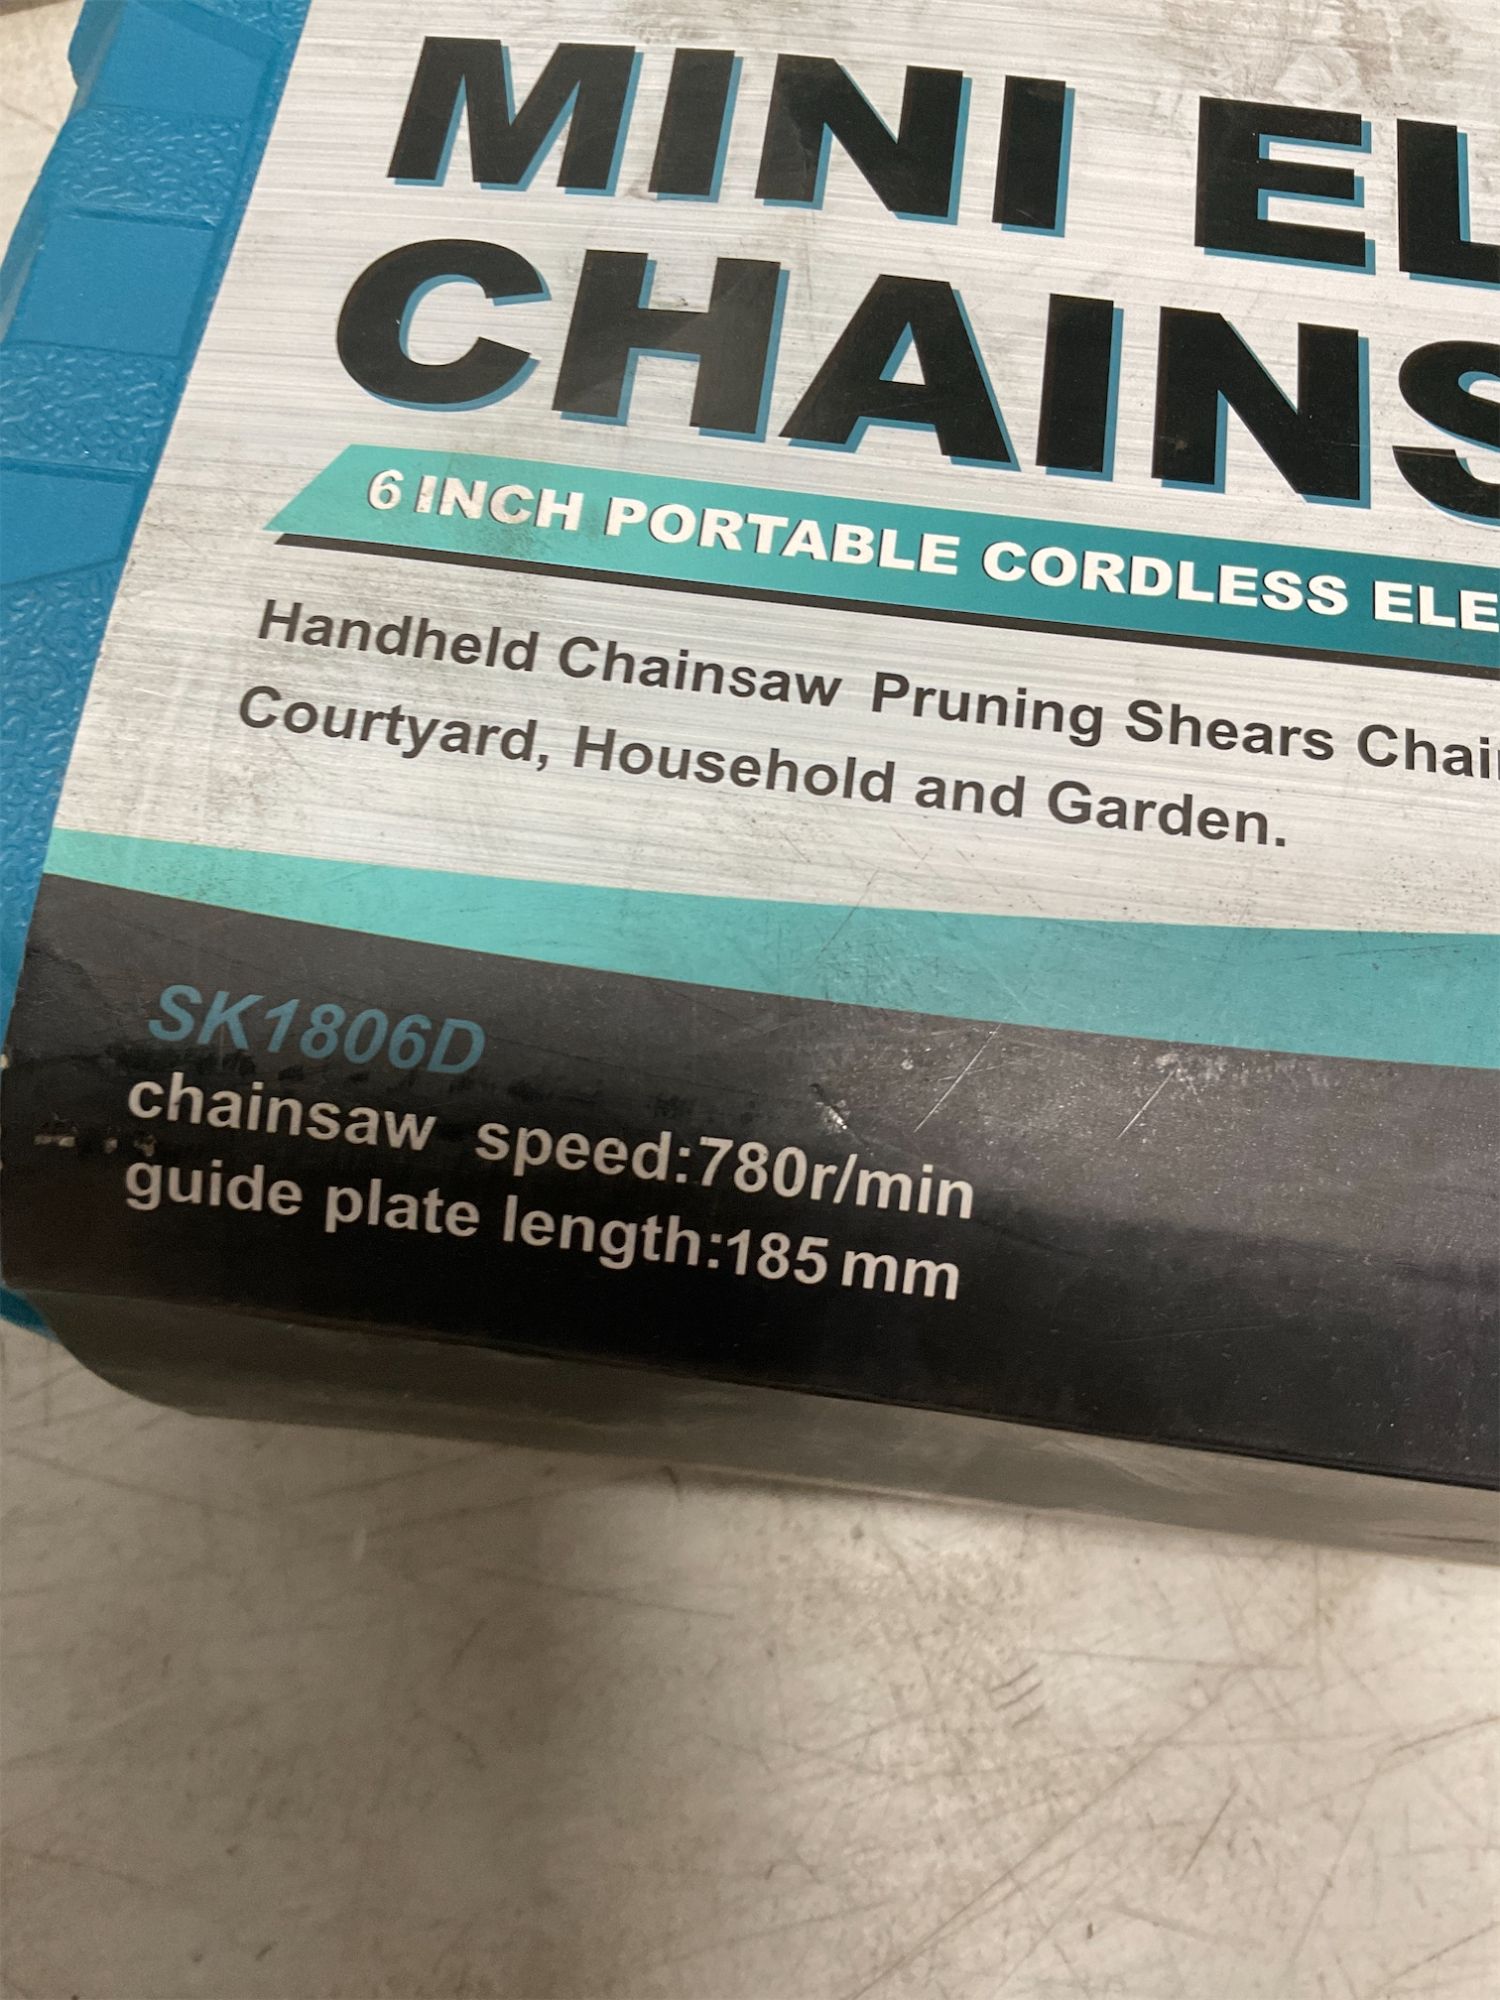 MINI EL
CHAINS
6 INCH PORTABLE CORDLESS ELE
Handheld Chainsaw Pruning Shears Chai
Courtyard, Household and Garden.
SK1806D
chainsaw speed:780r/min
guide plate length:185mm